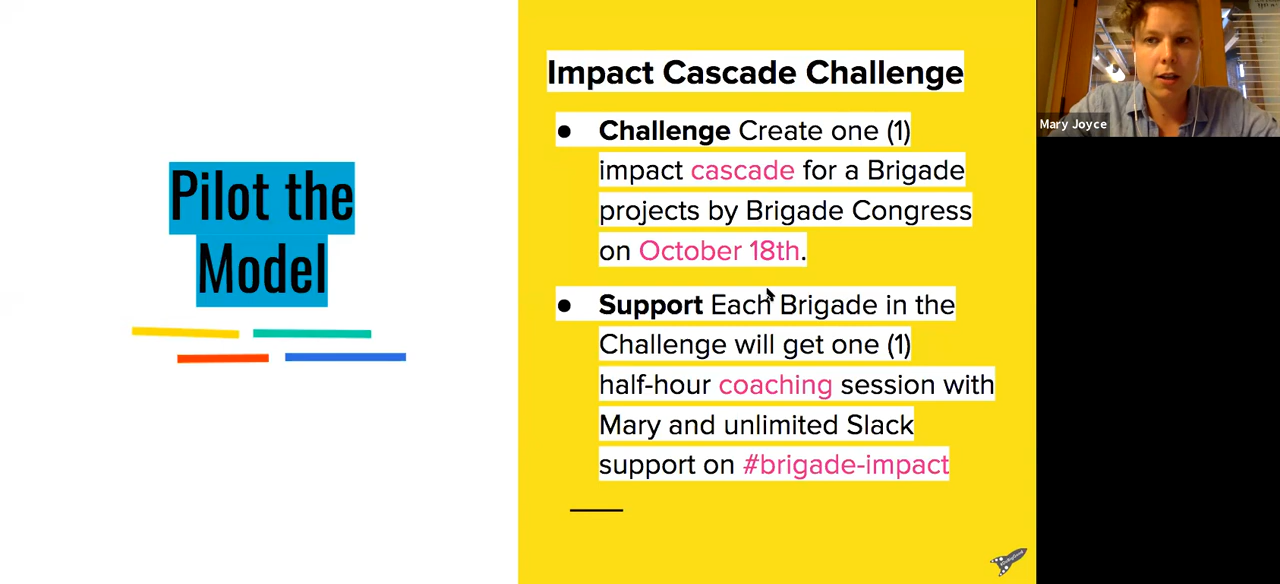 Pilot the
Model
Impact Cascade Challenge
● Challenge Create one (1)
impact cascade for a Brigade
projects by Brigade Congress
on October 18th.
● Support Each Brigade in the
Challenge will get one (1)
half-hour coaching session with
Mary and unlimited Slack
support on #brigade-impact
Mary Joyce